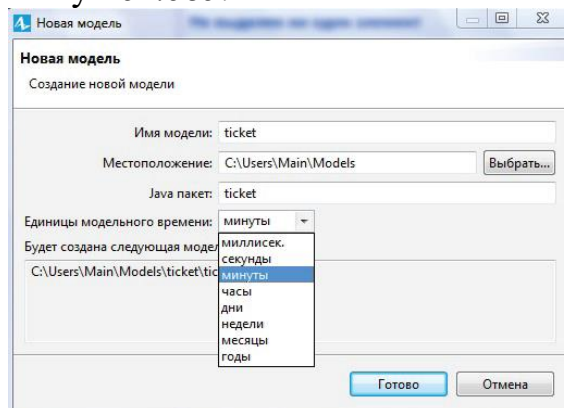 Новая модель
Новая модель
Создание новой модели
Имя модели: ticket
Местоположение: C:\Users\Main\Models Выбрать...
Java пакет: ticket
Единицы модельного времени: минуты
Будет создана следующая модел
миллисек.
секунды
C:\Users\Main\Models\ticket\tic
минуты
часы
дни
недели
месяцы
годы
Готово Отмена